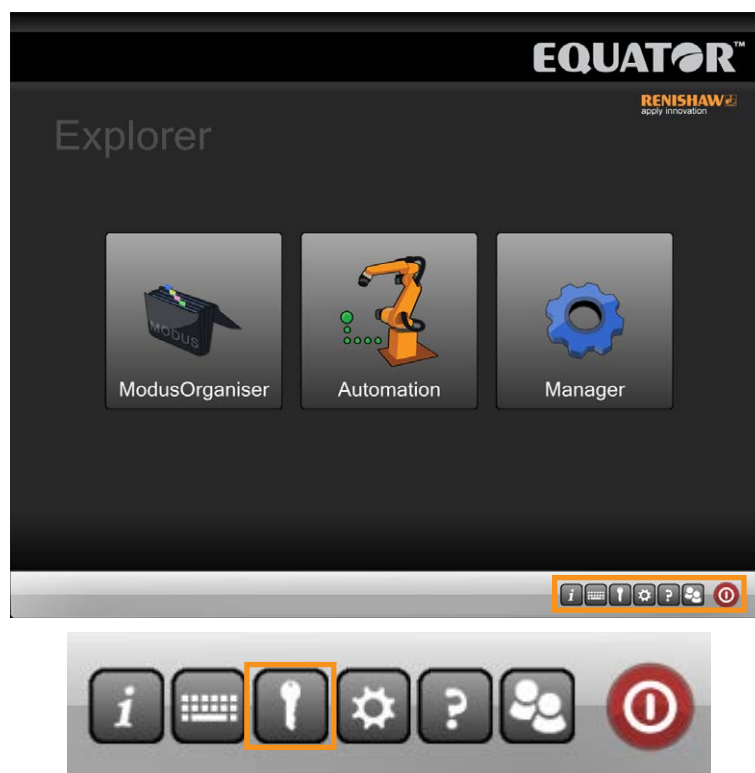 EQUATOR™
RENISHAW
apply innovation
Explorer
MODUS
ModusOrganiser
Automation
Manager
i
?
i
?